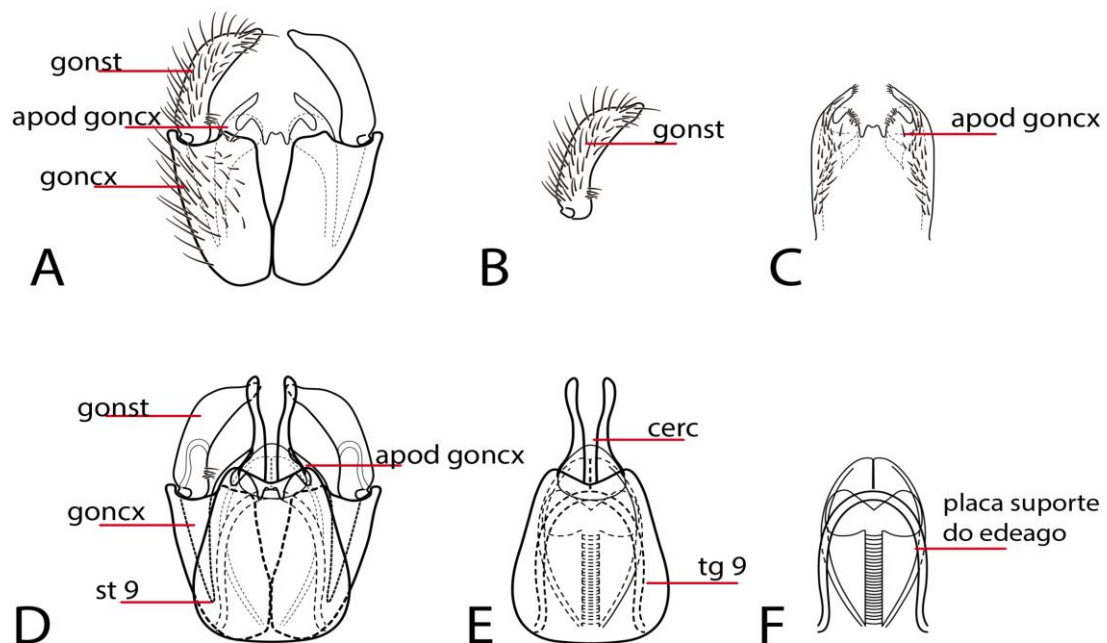 gonst
apod goncx
goncx
A
gonst
B
apod goncx
C
gonst
apod goncx
goncx
st 9
D
cerc
tg 9
E
placa suporte
do edeago
F